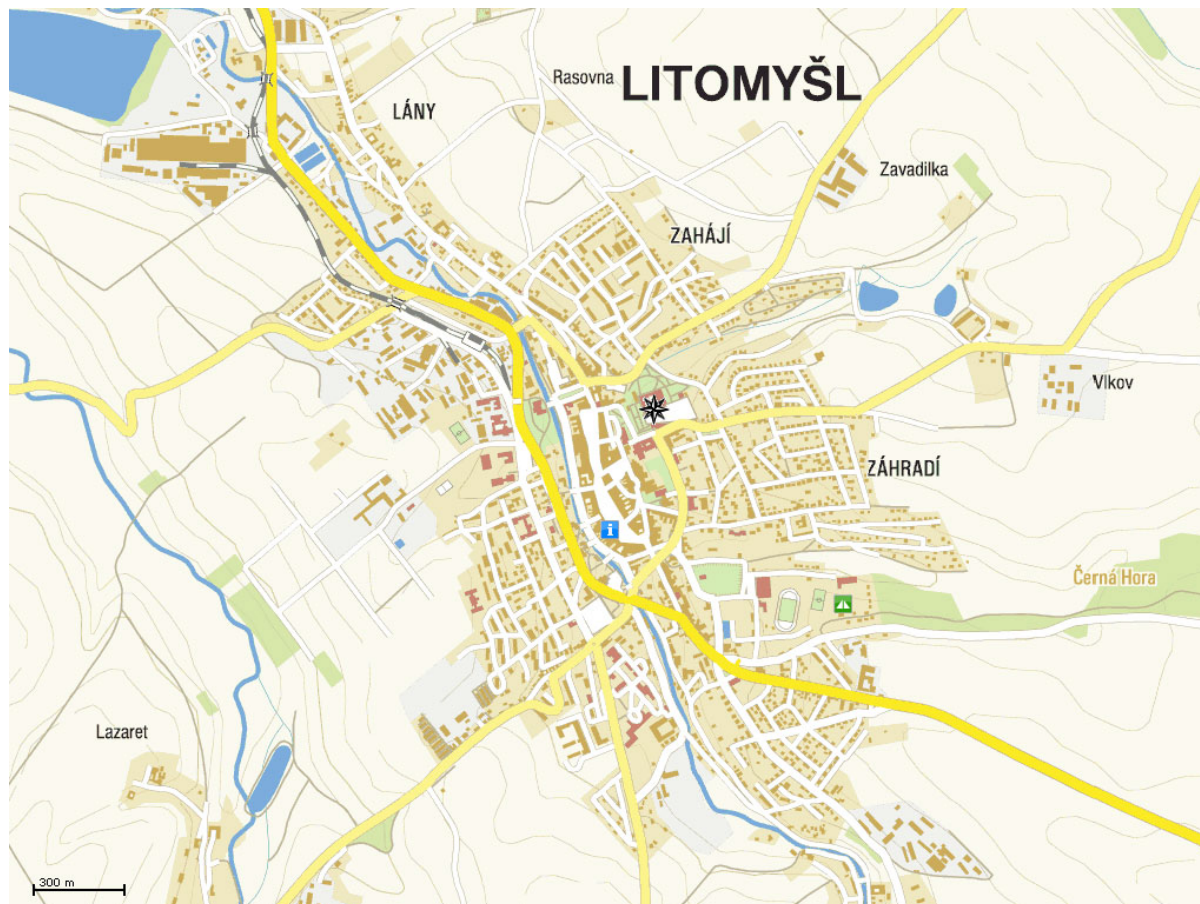 Rasovna
LITOMYŠL
LÁNY
Zavadilka
ZAHÁJÍ
Vlkov
ZÁHRADÍ
i
Černá Hora
Lazaret
300 m